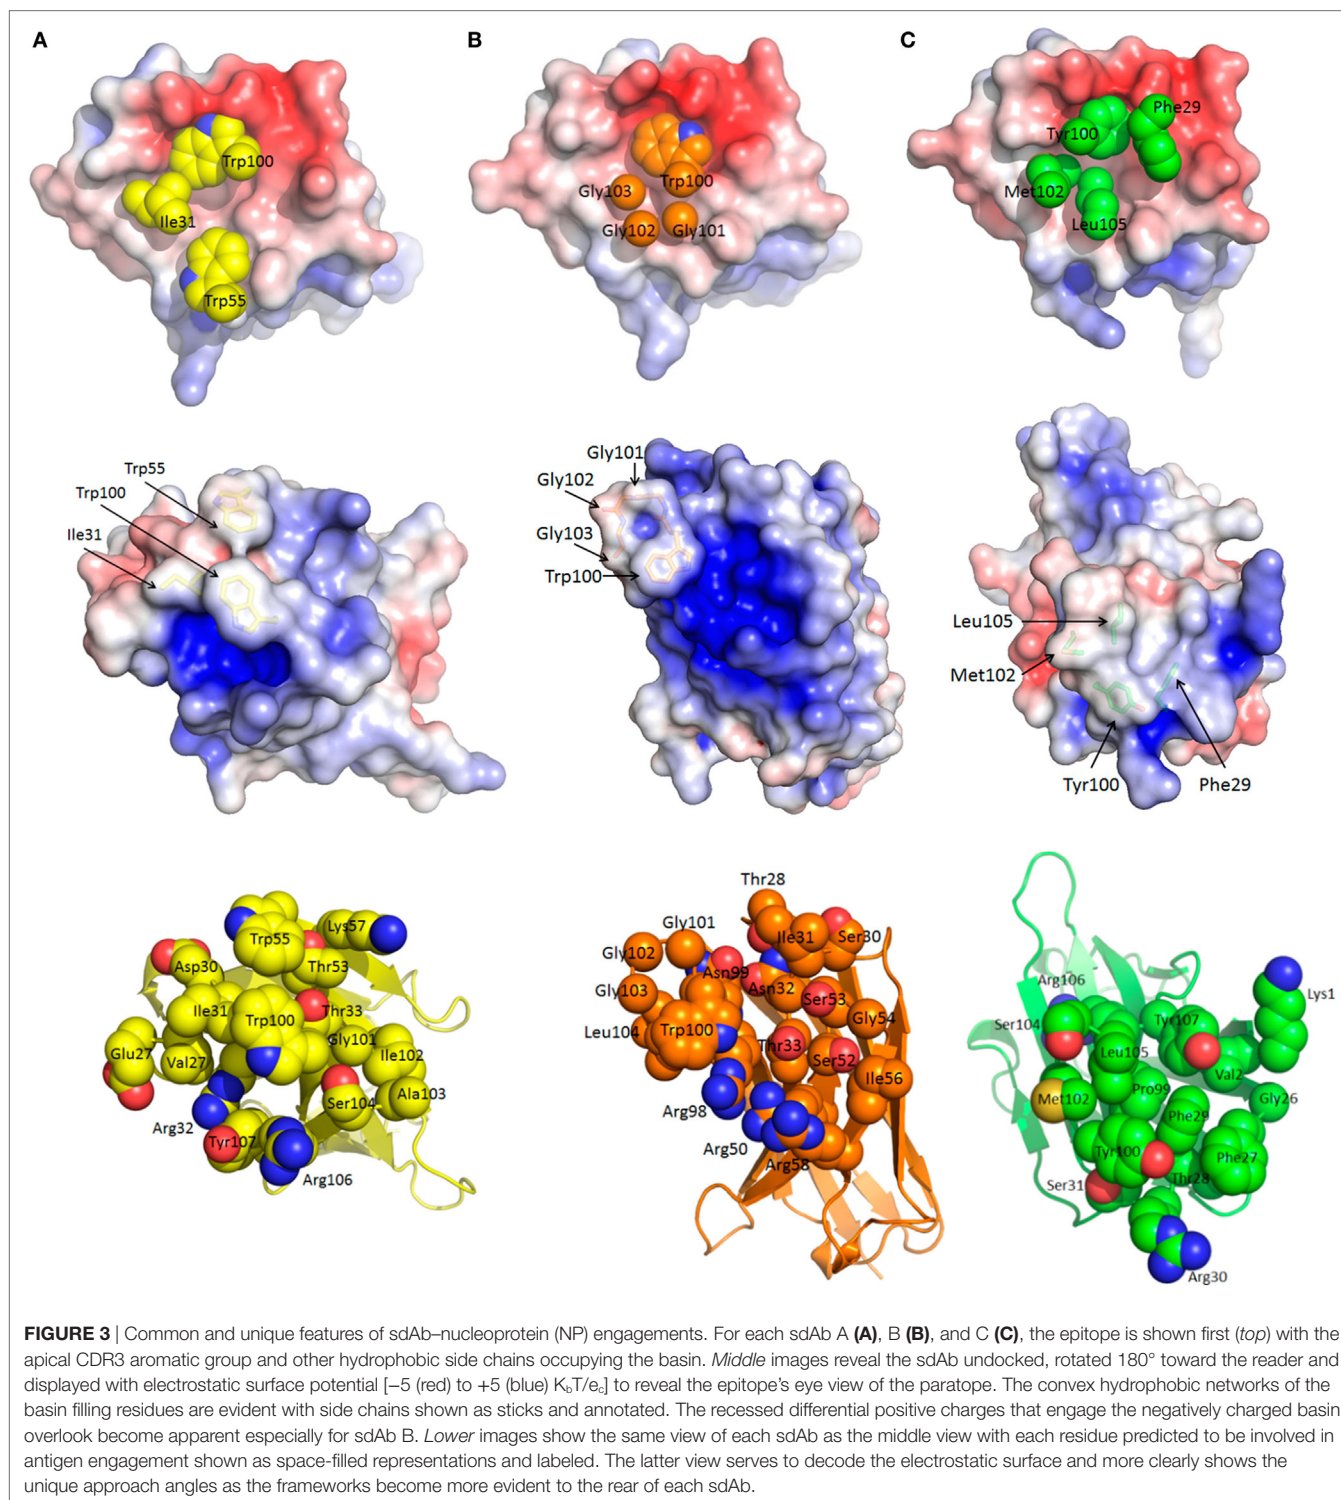 A
B
C
Trp100
Ile31
Trp55
Gly103
Trp100
Gly102
Gly101
Phe29
Tyr100
Met102
Leu105
Trp55
Trp100
Ile31
Gly101
Gly102
Gly103
Trp100
Leu105
Met102
Tyr100
Phe29
Lys57
Trp55
Asp30
Thr53
Ile31
Trp100
Thr33
Gly101
Glu27
Val27
Ile102
Ala103
Ser104
Arg32
Tyr107
Arg106
Thr28
Gly101
Ile31
Ser30
Gly102
Asn99
Asn32
Gly103
Ser53
Gly54
Leu104
Trp100
Thr33
Ser52
Ile56
Arg98
Arg50
Arg58
Arg106
Lys1
Ser104
Tyr107
Leu105
Val2
Met102
Pro99
Gly26
Phe29
Tyr100
Phe27
Ser31
Thr28
Arg30
FIGURE 3 | Common and unique features of sdAb–nucleoprotein (NP) engagements. For each sdAb A (A), B (B), and C (C), the epitope is shown first (top) with the
apical CDR3 aromatic group and other hydrophobic side chains occupying the basin. Middle images reveal the sdAb undocked, rotated 180° toward the reader and
displayed with electrostatic surface potential [−5 (red) to +5 (blue) KbT/ec] to reveal the epitope's eye view of the paratope. The convex hydrophobic networks of the
basin filling residues are evident with side chains shown as sticks and annotated. The recessed differential positive charges that engage the negatively charged basin
overlook become apparent especially for sdAb B. Lower images show the same view of each sdAb as the middle view with each residue predicted to be involved in
antigen engagement shown as space-filled representations and labeled. The latter view serves to decode the electrostatic surface and more clearly shows the
unique approach angles as the frameworks become more evident to the rear of each sdAb.